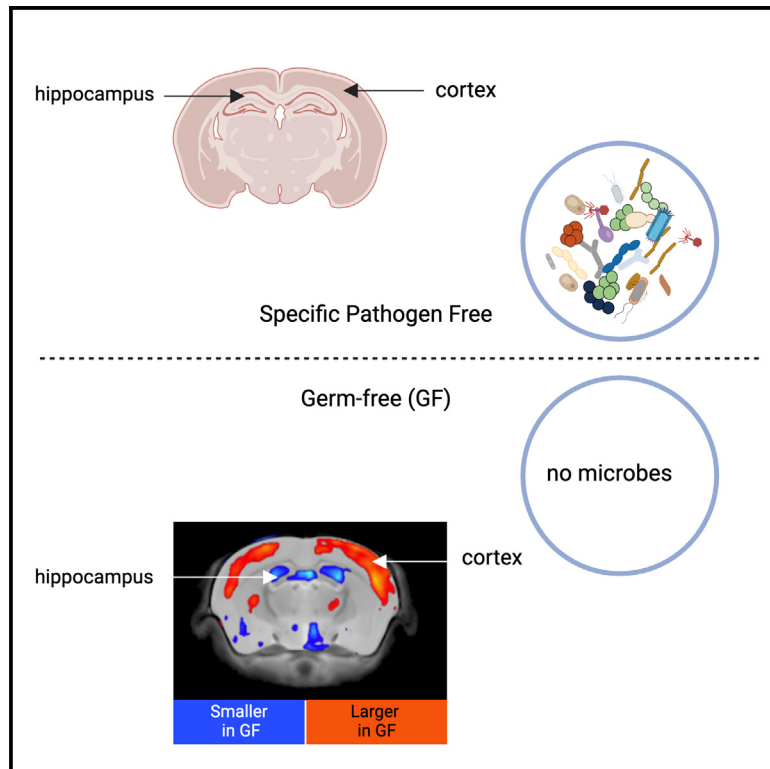 hippocampus
cortex
Specific Pathogen Free
Germ-free (GF)
no microbes
hippocampus
cortex
Smaller
in GF
Larger
in GF